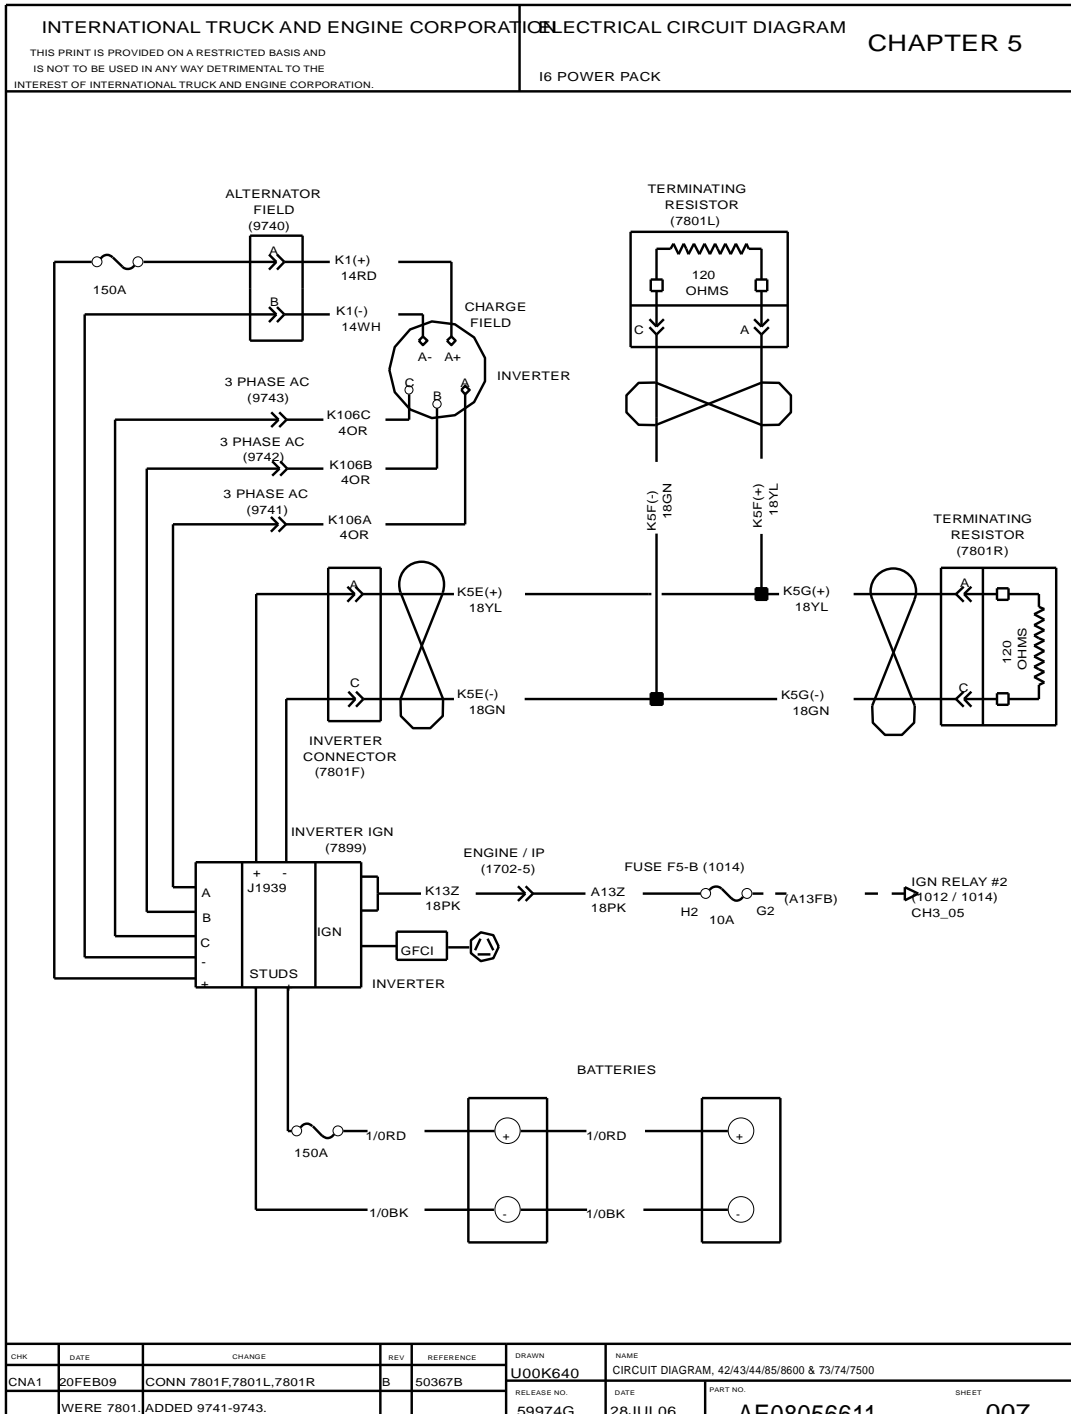 INTERNATIONAL TRUCK AND ENGINE CORPORATION
THIS PRINT IS PROVIDED ON A RESTRICTED BASIS AND
IS NOT TO BE USED IN ANY WAY DETRIMENTAL TO THE
INTEREST OF INTERNATIONAL TRUCK AND ENGINE CORPORATION.
ELECTRICAL CIRCUIT DIAGRAM
CHAPTER 5
I6 POWER PACK
ALTERNATOR
FIELD
(9740)
A
B
150A
K1(+)
14RD
K1(-)
14WH
CHARGE
FIELD
A- A+
C
B
A
INVERTER
3 PHASE AC
(9743)
K106C
4OR
3 PHASE AC
(9742)
K106B
4OR
3 PHASE AC
(9741)
K106A
4OR
TERMINATING
RESISTOR
(7801L)
120
OHMS
C
A
K5F(-)
18GN
K5F(+)
18YL
TERMINATING
RESISTOR
(7801R)
A
C
120
OHMS
A
K5E(+)
18YL
K5G(+)
18YL
C
K5E(-)
18GN
K5G(-)
18GN
INVERTER
CONNECTOR
(7801F)
INVERTER IGN
(7899)
+ -
J1939
A
B
C
-
+
IGN
STUDS
INVERTER
GFCI
ENGINE / IP
(1702-5)
K13Z
18PK
A13Z
18PK
FUSE F5-B (1014)
H2
10A
G2
(A13FB)
IGN RELAY #2
(1012 / 1014)
CH3_05
BATTERIES
150A
1/0RD
+
1/0RD
+
1/0BK
-
1/0BK
-
CHK DATE CHANGE REV REFERENCE
CNA1 20FEB09 CONN 7801F,7801L,7801R B 50367B
WERE 7801. ADDED 9741-9743.
DRAWN
U00K640
NAME
CIRCUIT DIAGRAM, 42/43/44/85/8600 & 73/74/7500
RELEASE NO.
59974G
DATE
28JUL06
PART NO.
AE08056611
SHEET
007